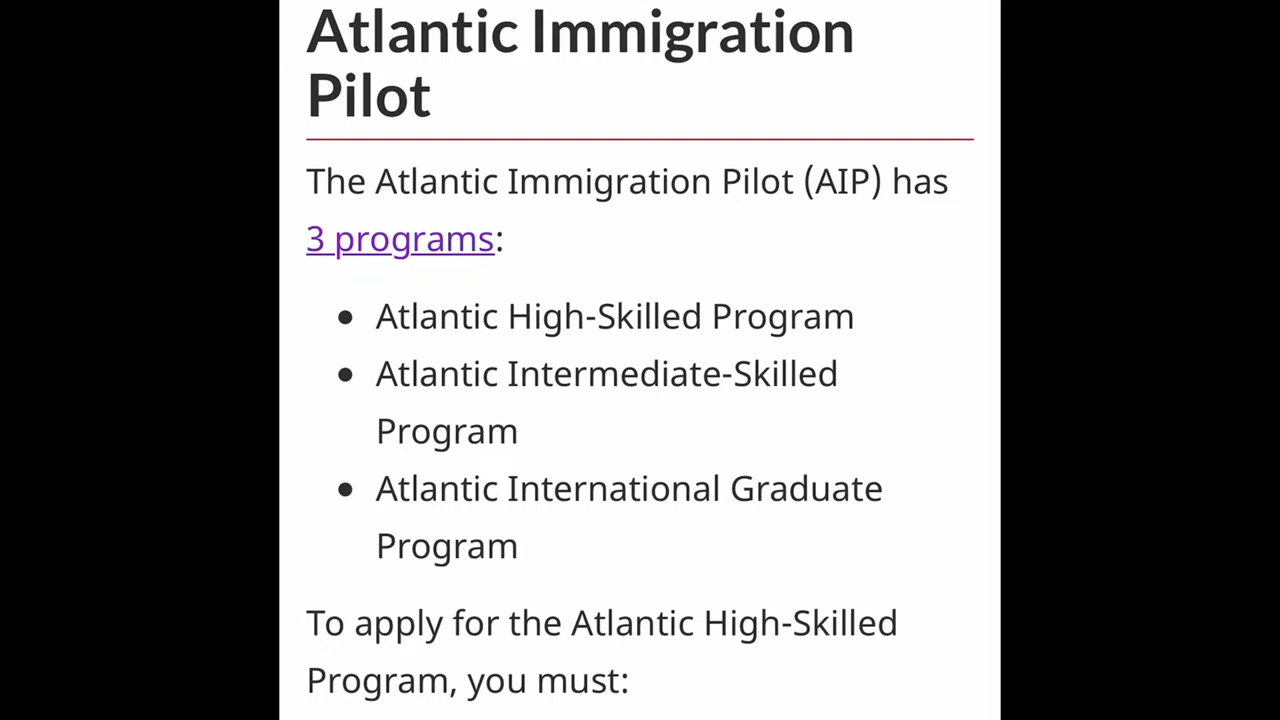 Atlantic Immigration
Pilot
The Atlantic Immigration Pilot (AIP) has
3 programs:
• Atlantic High-Skilled Program
• Atlantic Intermediate-Skilled
Program
• Atlantic International Graduate
Program
To apply for the Atlantic High-Skilled
Program, you must: